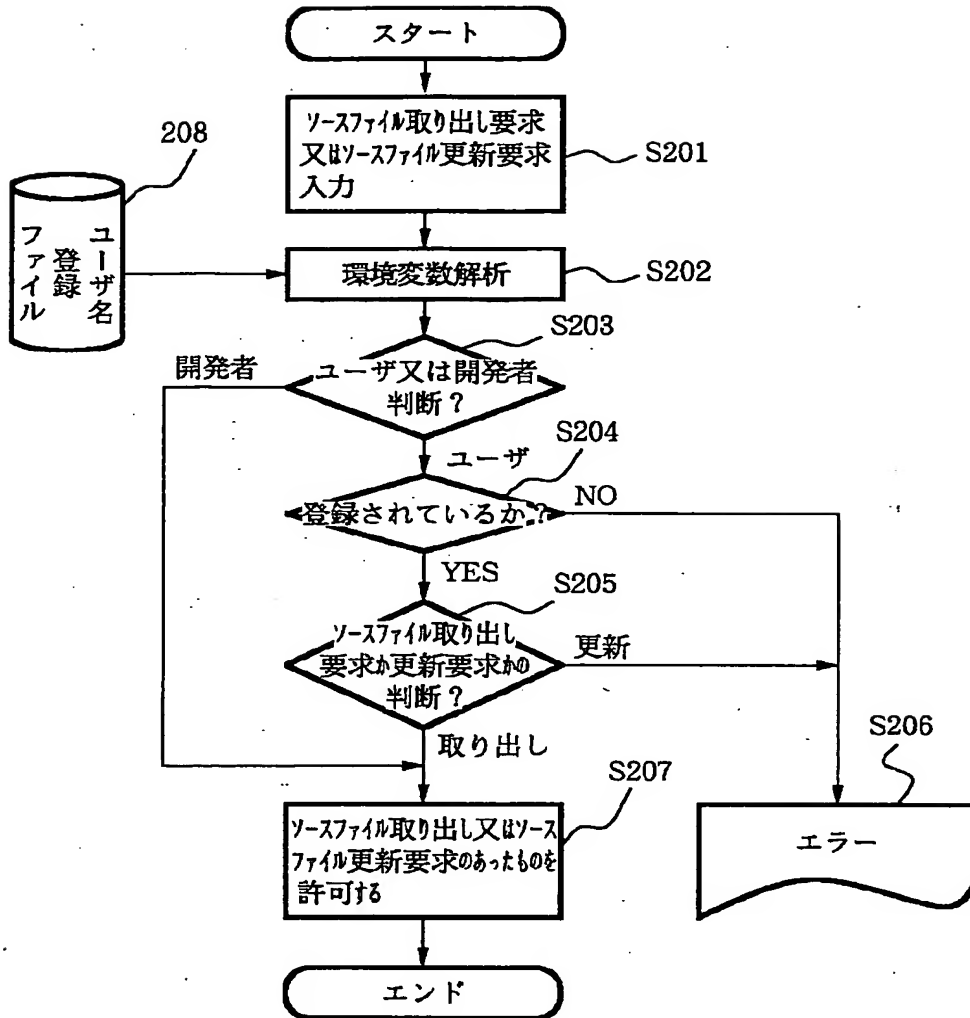 スタート
ソースファイル取り出し要求
又はソースファイル更新要求
入力
S201
208
ユーザ名
登録
ファイル
環境変数解析
S202
S203
開発者
ユーザ又は開発者
判断？
S204
ユーザ
登録されているか？
NO
YES
S205
ソースファイル取り出し
要求か更新要求かの
判断？
更新
取り出し
S206
S207
エラー
ソースファイル取り出し又はソース
ファイル更新要求のあったものを
許可する
エンド